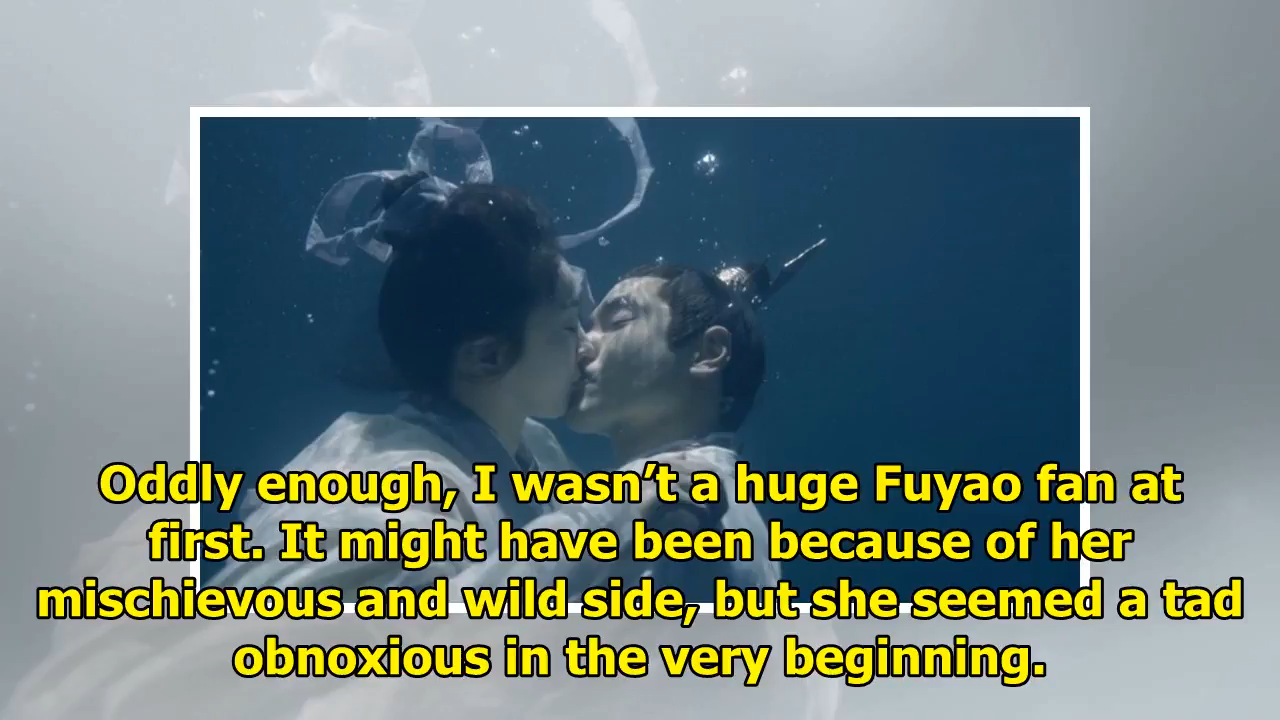 Oddly enough, I wasn’t a huge Fuyao fan at
first. It might have been because of her
mischievous and wild side, but she seemed a tad
obnoxious in the very beginning.